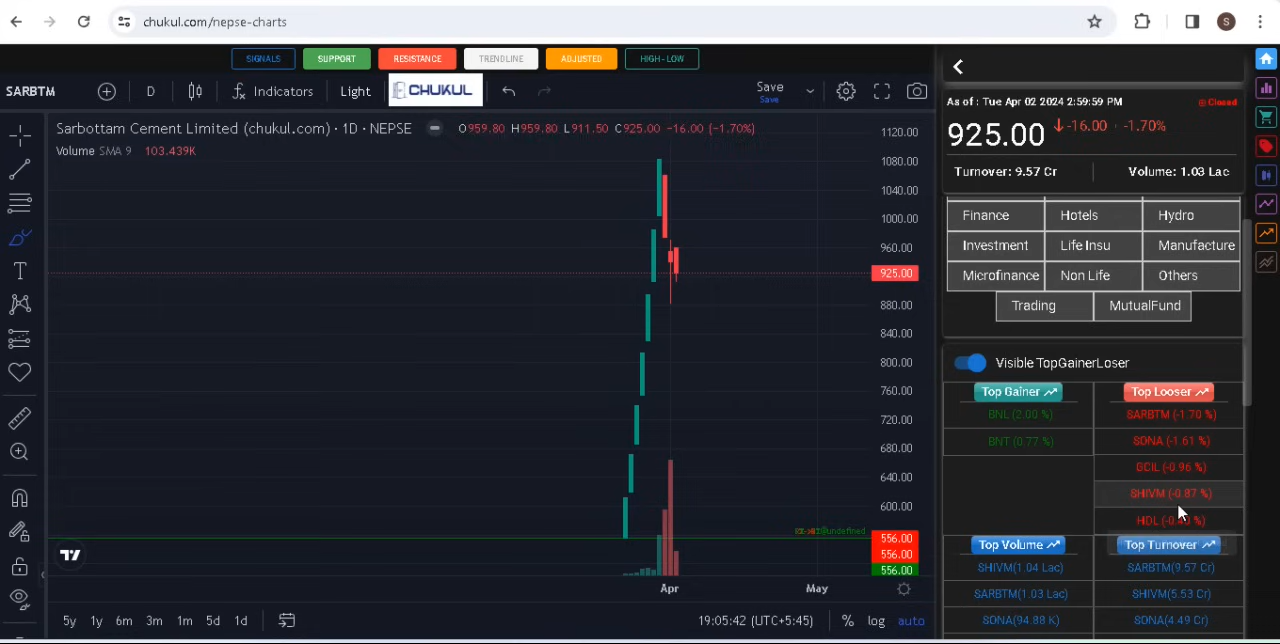 chukul.com/nepse-charts
S
SIGNALS
SUPPORT
RESISTANCE
TRENDLINE
ADJUSTED
HIGH-LOW
SARBTM
D
Indicators
Light
CHUKUL
Save
Save
Sarbottam Cement Limited (chukul.com) · 1D · NEPSE
O959.80 H959.80 L911.50 C925.00 -16.00 (-1.70%)
Volume SMA 9 103.439K
1120.00
1080.00
1040.00
1000.00
960.00
925.00
880.00
840.00
800.00
760.00
720.00
680.00
640.00
600.00
556.00
556.00
556.00
Apr
May
5y 1y 6m 3m 1m 5d 1d
19:05:42 (UTC+5:45)
% log auto
As of : Tue Apr 02 2024 2:59:59 PM
Closed
925.00 -16.00 -1.70%
Turnover: 9.57 Cr
Volume: 1.03 Lac
Finance Hotels Hydro
Investment Life Insu Manufacture
Microfinance Non Life Others
Trading MutualFund
Visible TopGainerLoser
Top Gainer
BNL (2.00 %)
BNT (0.77 %)
Top Looser
SARBTM (-1.70 %)
SONA (-1.61 %)
GCIL (-0.96 %)
SHIVM (-0.87 %)
Top Volume
SHIVM(1.04 Lac)
SARBTM(1.03 Lac)
SONA(94.88 K)
Top Turnover
SARBTM(9.57 Cr)
SHIVM(5.53 Cr)
SONA(4.49 Cr)